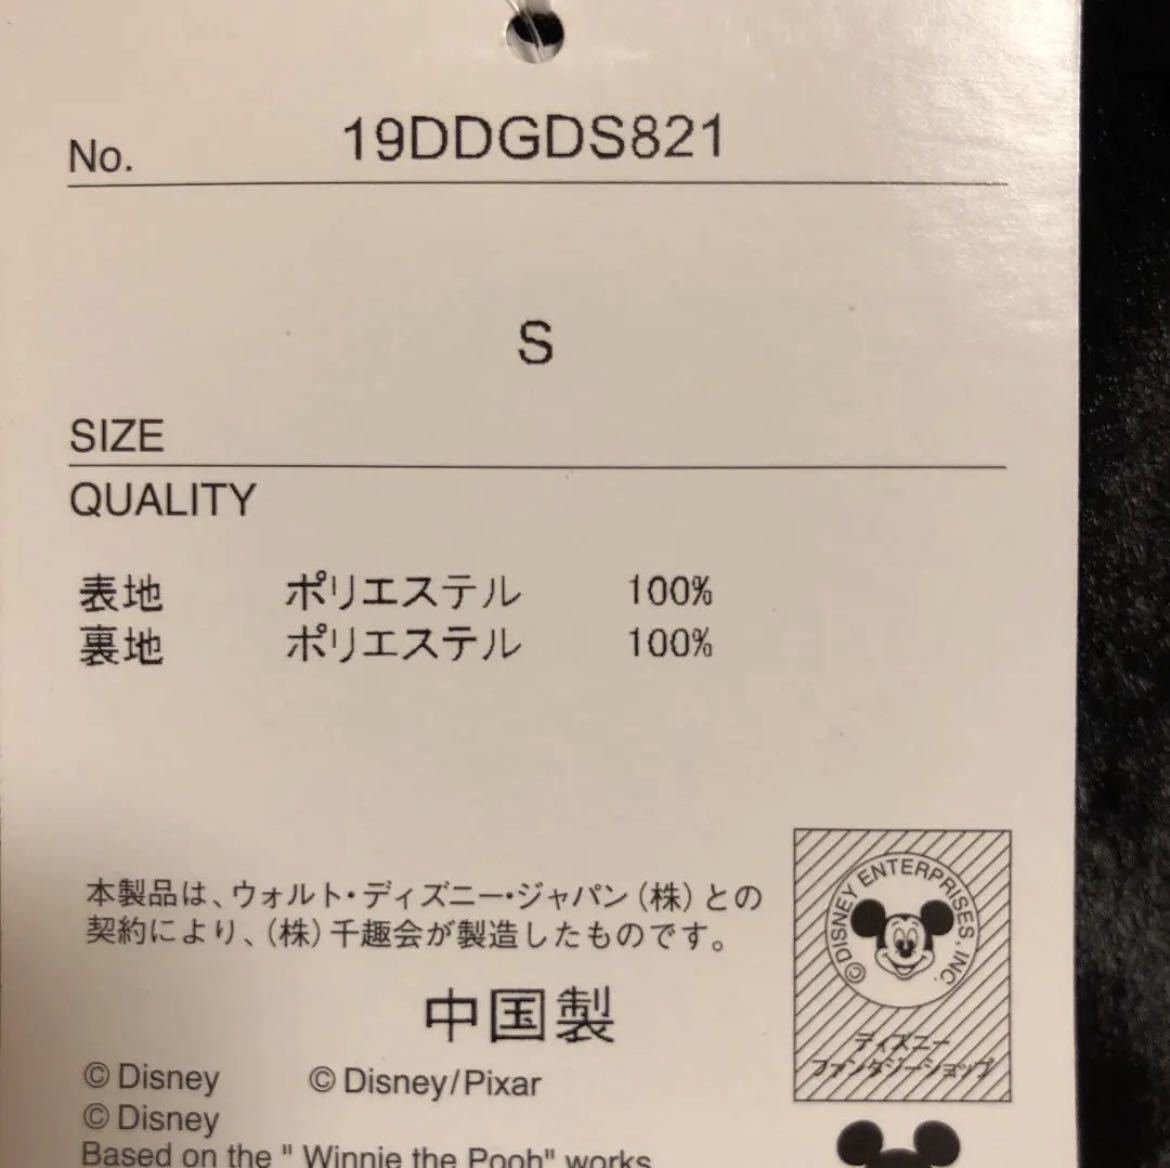 No. 19DDGDS821
S
SIZE
QUALITY
表地 ポリエステル 100%
裏地 ポリエステル 100%
本製品は、ウォルト・ディズニー・ジャパン(株)との
契約により、(株)千趣会が製造したものです。
中国製
© Disney © Disney/Pixar
© Disney
Based on the " Winnie the Pooh" works
© DISNEY ENTERPRISES, INC.
ディズニー
ファンタジーショップ